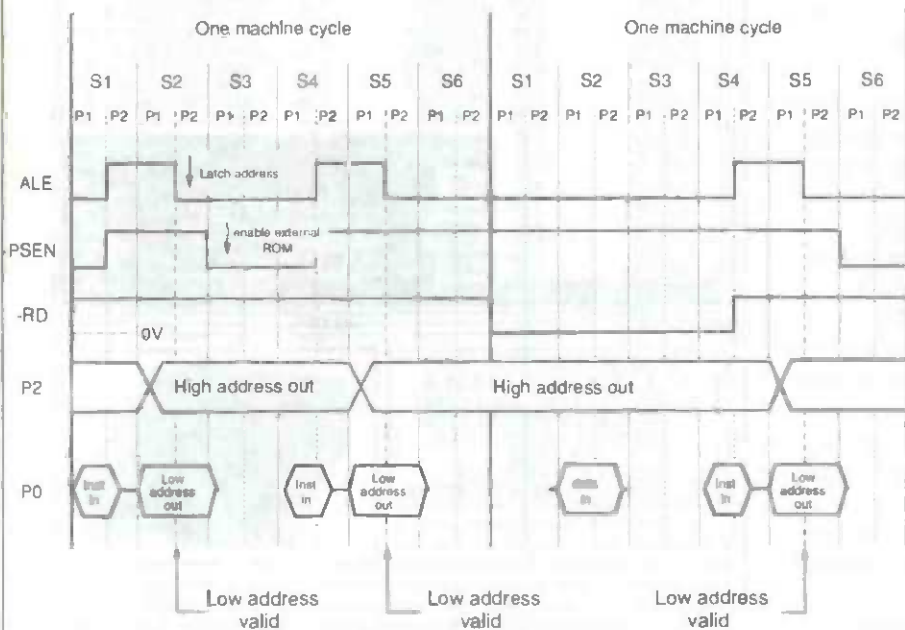 One machine cycle
One machine cycle
S1 S2 S3 S4 S5 S6 S1 S2 S3 S4 S5 S6
P1 P2 P1 P2 P1 P2 P1 P2 P1 P2 P1 P2 P1 P2 P1 P2 P1 P2 P1 P2 P1 P2 P1 P2
ALE
Latch address
PSEN
enable external
ROM
-RD
0V
P2
High address out
High address out
P0
Inst
in
Low
address
out
Inst
in
Low
address
out
data
in
Inst
in
Low
address
out
Low address
valid
Low address
valid
Low address
valid